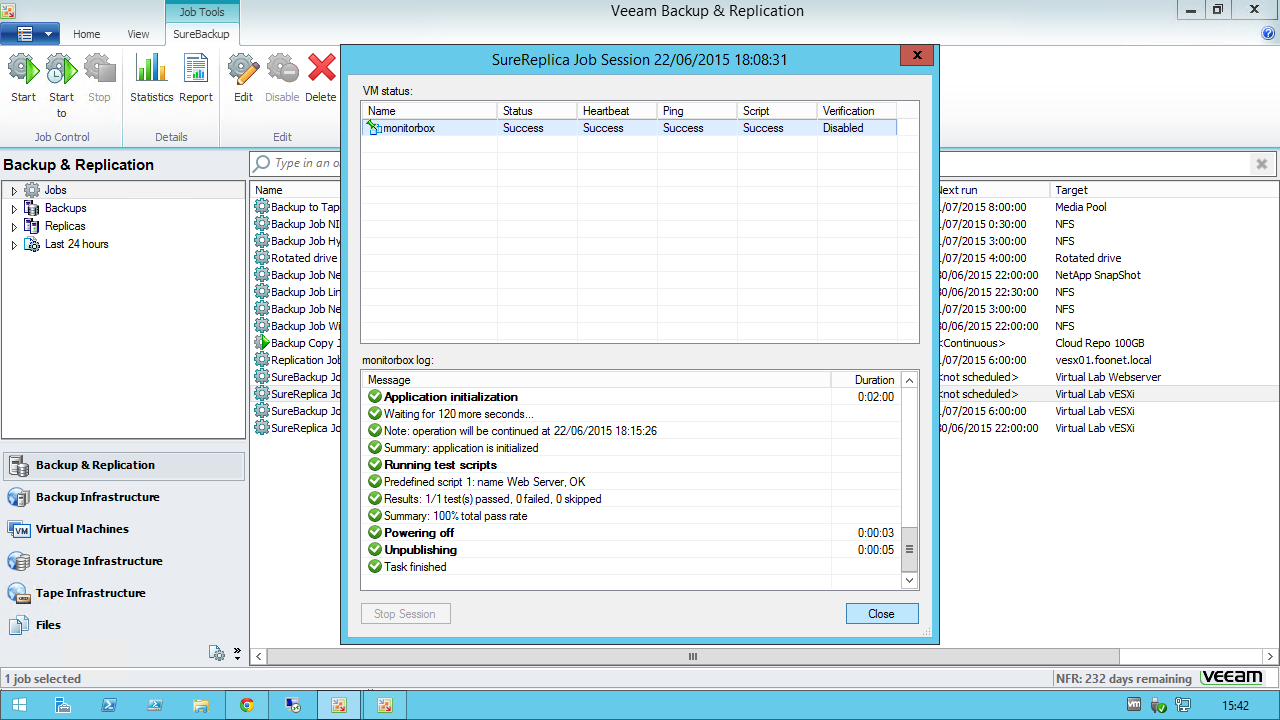 Job Tools
Veeam Backup & Replication
Home View SureBackup
Start
Start to
Stop
Statistics
Report
Edit
Disable
Delete
Job Control
Details
Edit
SureReplica Job Session 22/06/2015 18:08:31
VM status:
Name Status Heartbeat Ping Script Verification
monitorbox Success Success Success Success Disabled
monitorbox log:
Message Duration
Application initialization 0:02:00
Waiting for 120 more seconds...
Note: operation will be continued at 22/06/2015 18:15:26
Summary: application is initialized
Running test scripts
Predefined script 1: name Web Server, OK
Results: 1/1 test(s) passed, 0 failed, 0 skipped
Summary: 100% total pass rate
Powering off 0:00:03
Unpublishing 0:00:05
Task finished
Stop Session
Close
Backup & Replication
Jobs
Backups
Replicas
Last 24 hours
Backup & Replication
Backup Infrastructure
Virtual Machines
Storage Infrastructure
Tape Infrastructure
Files
Type in an o
Name Next run Target
Backup to Tap /07/2015 8:00:00 Media Pool
Backup Job NI /07/2015 0:30:00 NFS
Backup Job Hy /07/2015 3:00:00 NFS
Rotated drive /07/2015 4:00:00 Rotated drive
Backup Job Ne 30/06/2015 22:00:00 NetApp SnapShot
Backup Job Lin 30/06/2015 22:30:00 NFS
Backup Job Ne /07/2015 3:00:00 NFS
Backup Job Wi 30/06/2015 22:00:00 NFS
Backup Copy J <Continuous> Cloud Repo 100GB
Replication Job /07/2015 6:00:00 vesx01.foonet.local
SureBackup Jo <not scheduled> Virtual Lab Webserver
SureReplica Jo <not scheduled> Virtual Lab vESXi
SureBackup Jo /07/2015 6:00:00 Virtual Lab vESXi
SureReplica Jo 30/06/2015 22:00:00 Virtual Lab vESXi
1 job selected
NFR: 232 days remaining
veeam
vm
15:42